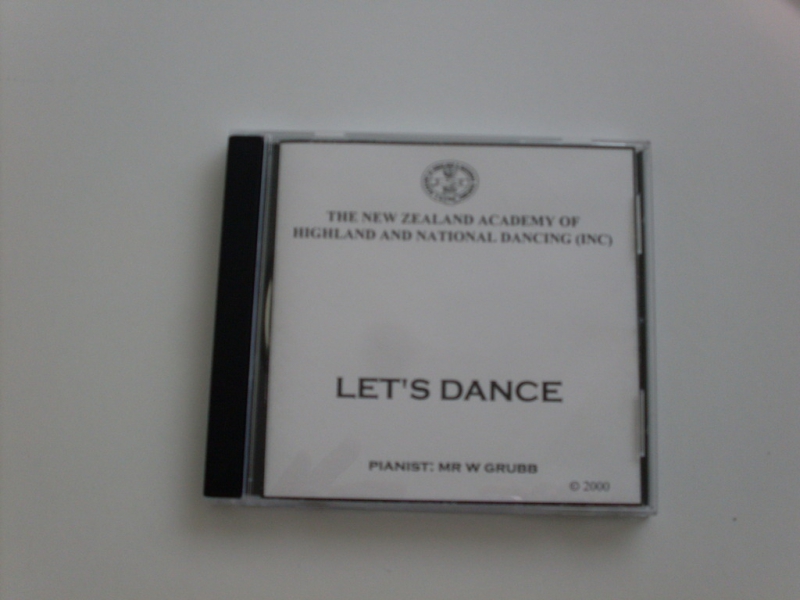 THE NEW ZEALAND ACADEMY OF
HIGHLAND AND NATIONAL DANCING (INC)
LET'S DANCE
PIANIST: MR W GRUBB
© 2000